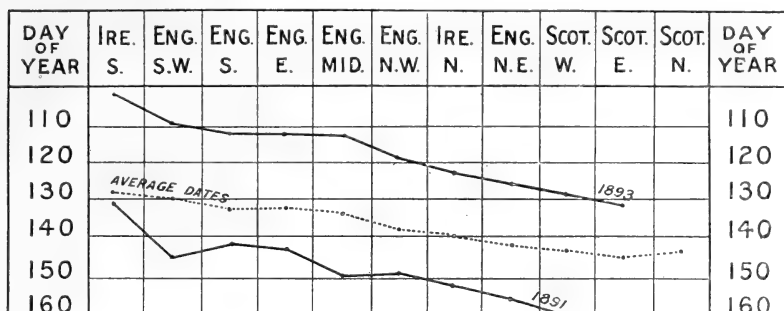 DAY OF YEAR IRE. S. ENG. S.W. ENG. S. ENG. E. ENG. MID. ENG. N.W. IRE. N. ENG. N.E. SCOT. W. SCOT. E. SCOT. N. DAY OF YEAR
110 110
120 120
AVERAGE DATES
130 1893 130
140 140
150 150
1891
160 160